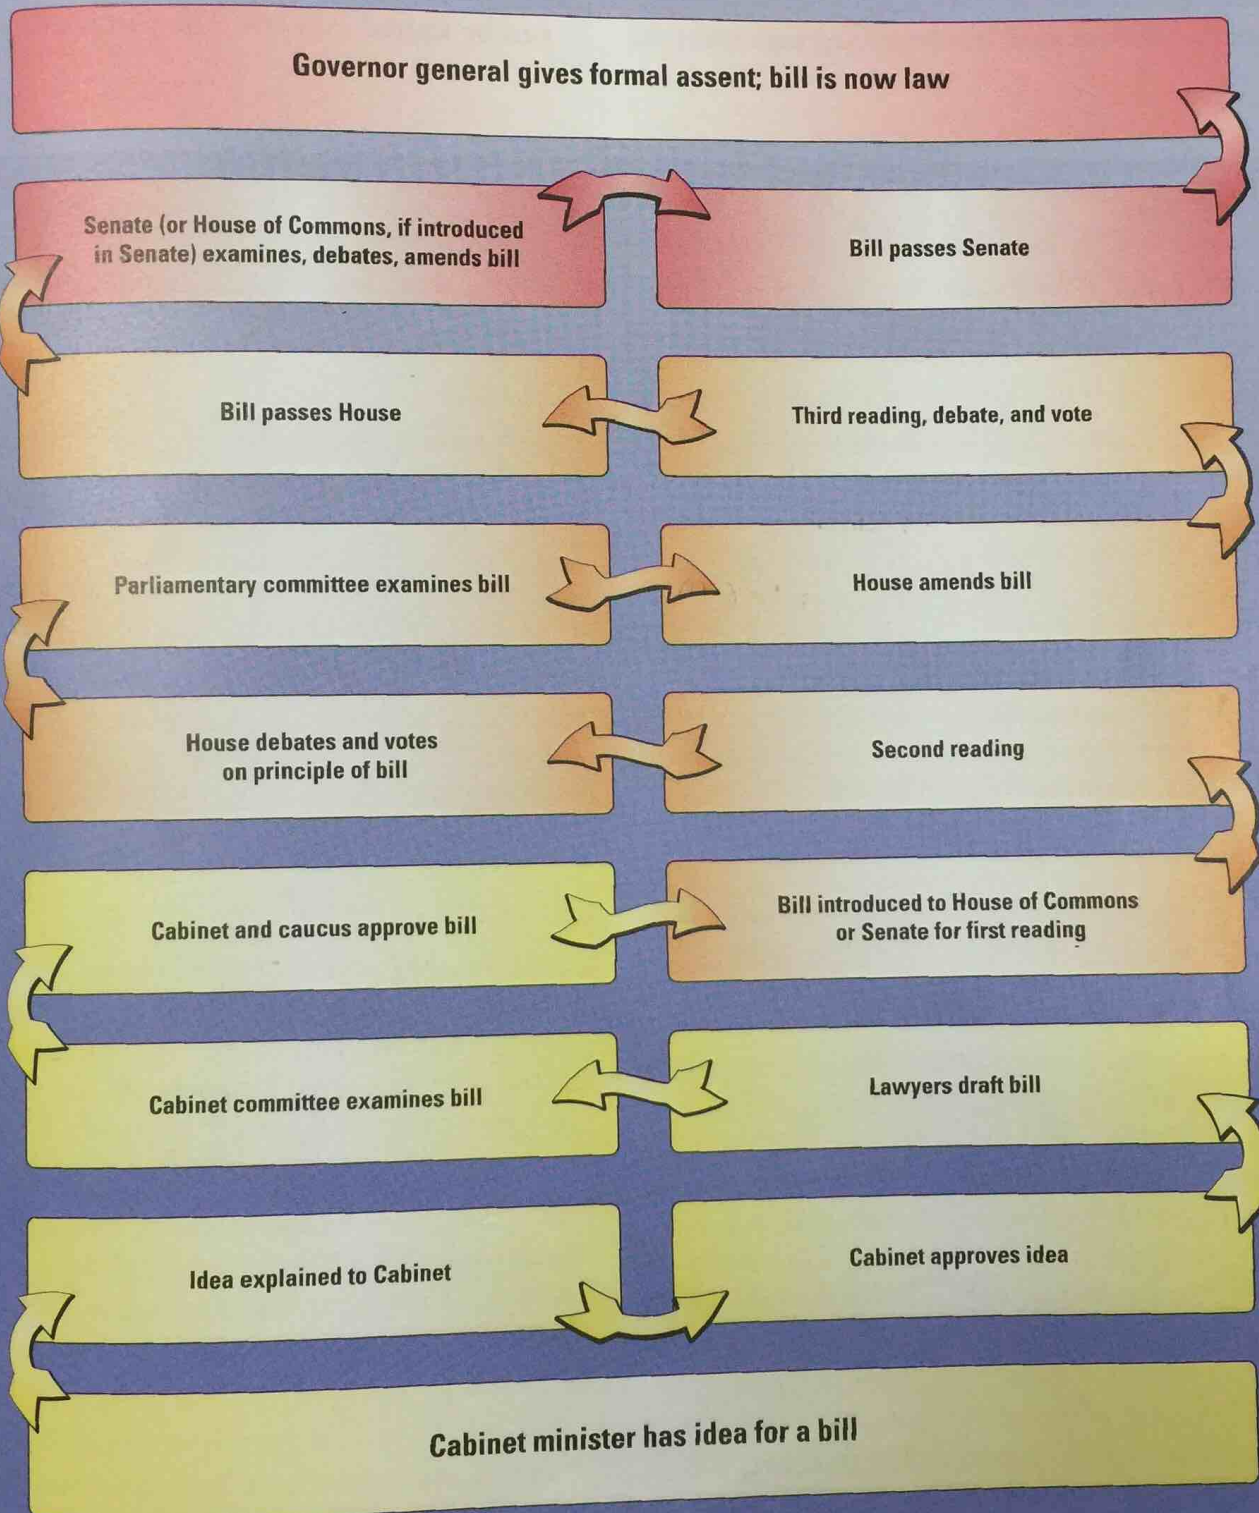 Governor general gives formal assent; bill is now law
Senate (or House of Commons, if introduced
in Senate) examines, debates, amends bill
Bill passes Senate
Bill passes House
Third reading, debate, and vote
Parliamentary committee examines bill
House amends bill
House debates and votes
on principle of bill
Second reading
Cabinet and caucus approve bill
Bill introduced to House of Commons
or Senate for first reading
Cabinet committee examines bill
Lawyers draft bill
Idea explained to Cabinet
Cabinet approves idea
Cabinet minister has idea for a bill